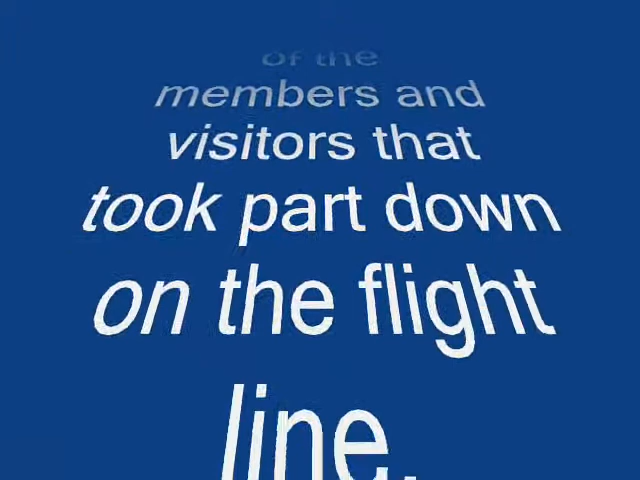 of the
members and
visitors that
took part down
on the flight
line.